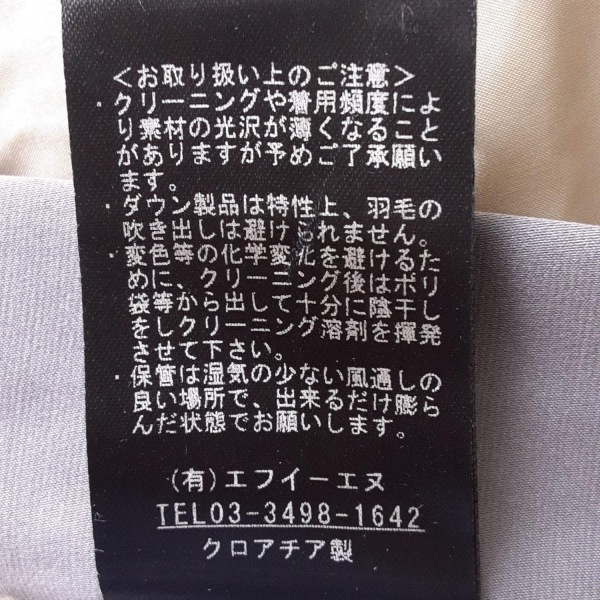 <お取り扱い上のご注意>
・クリーニングや着用頻度によ
り素材の光沢が薄くなること
がありますが予めご了承願い
ます。
・ダウン製品は特性上、羽毛の
吹き出しは避けられません。
変色等の化学変化を避けるた
めに、クリーニング後はポリ
袋等から出して十分に陰干し
をしクリーニング溶剤を揮発
させて下さい。
・保管は湿気の少ない風通しの
良い場所で、出来るだけ膨ら
んだ状態でお願いします。
(有)エフイーエヌ
TEL03-3498-1642
クロアチア製